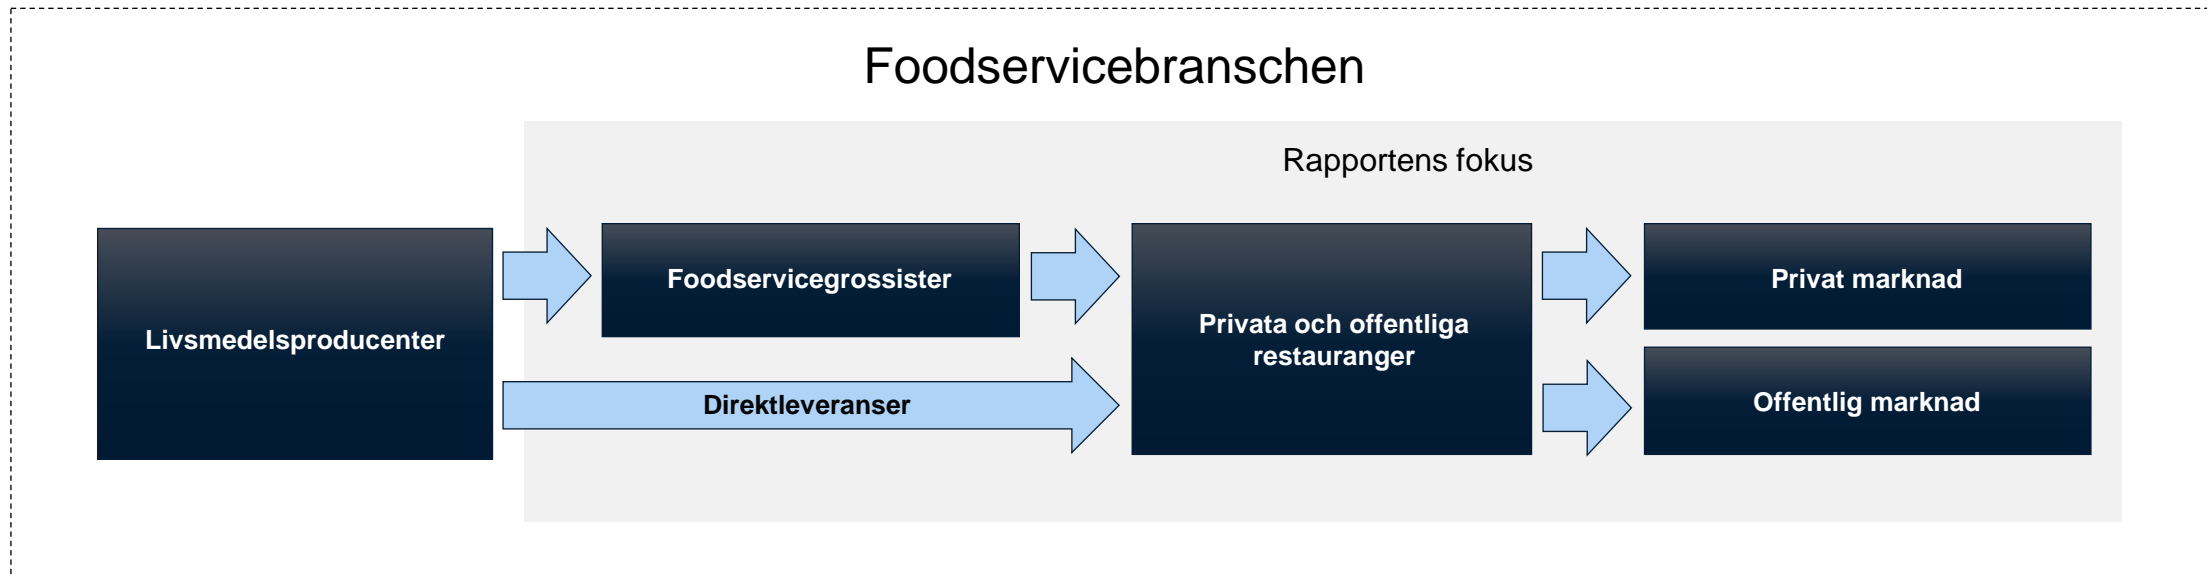 Foodservicebranschen
Rapportens fokus
Livsmedelsproducenter
Foodservicegrossister
Direktleveranser
Privata och offentliga
restauranger
Privat marknad
Offentlig marknad